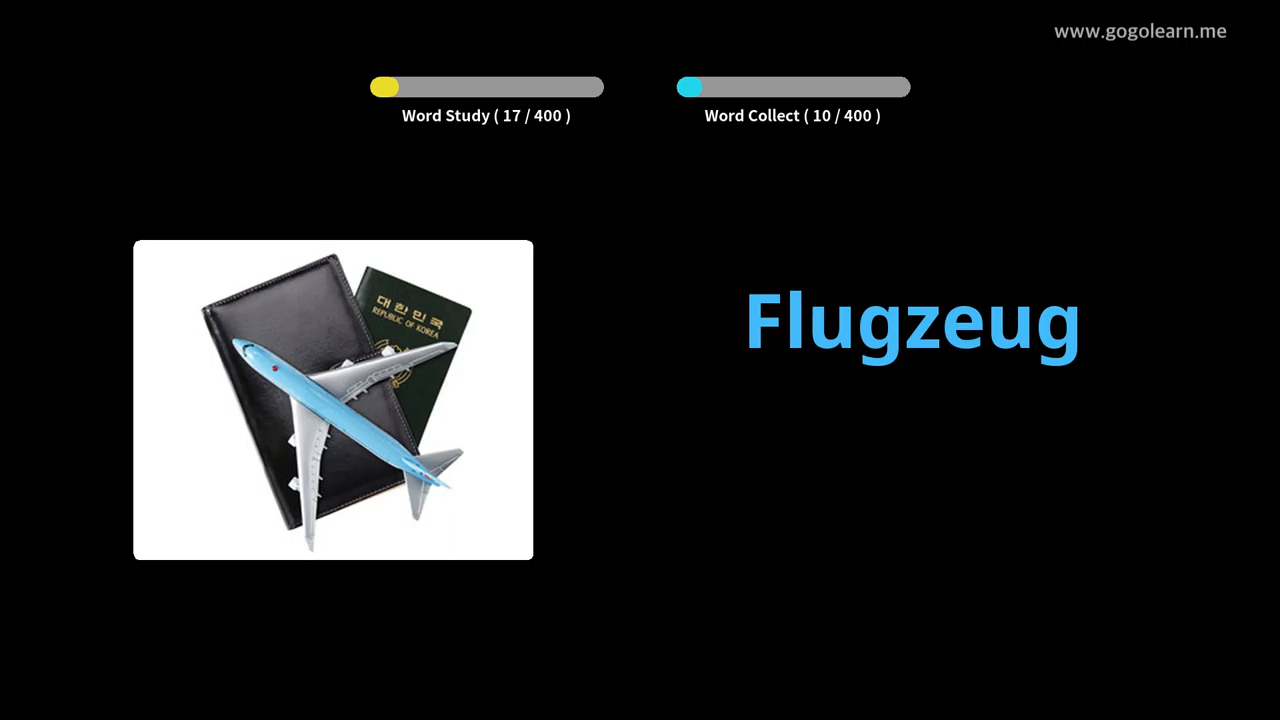 www.gogolearn.me
Word Study ( 17 / 400 )
Word Collect ( 10 / 400 )
대한민국
REPUBLIC OF KOREA
Flugzeug